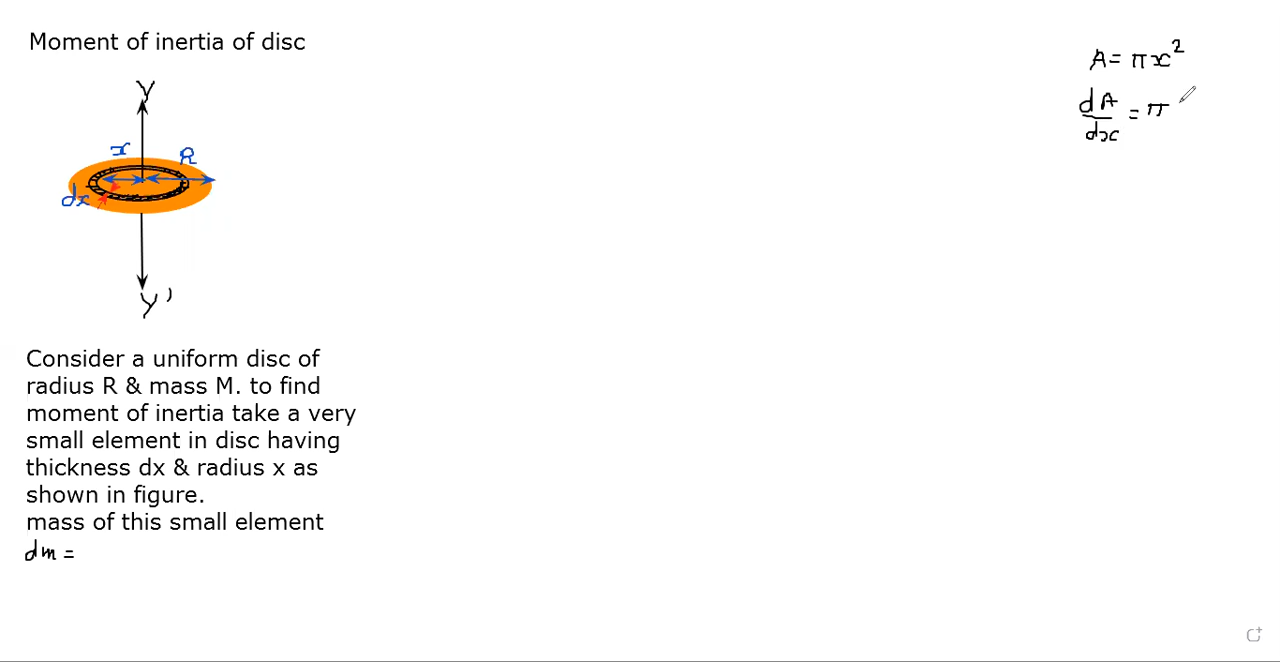 Moment of inertia of disc
A = πx²
dA/dx = π
Y
x
R
dx
Y'
Consider a uniform disc of
radius R & mass M. to find
moment of inertia take a very
small element in disc having
thickness dx & radius x as
shown in figure.
mass of this small element
dm =